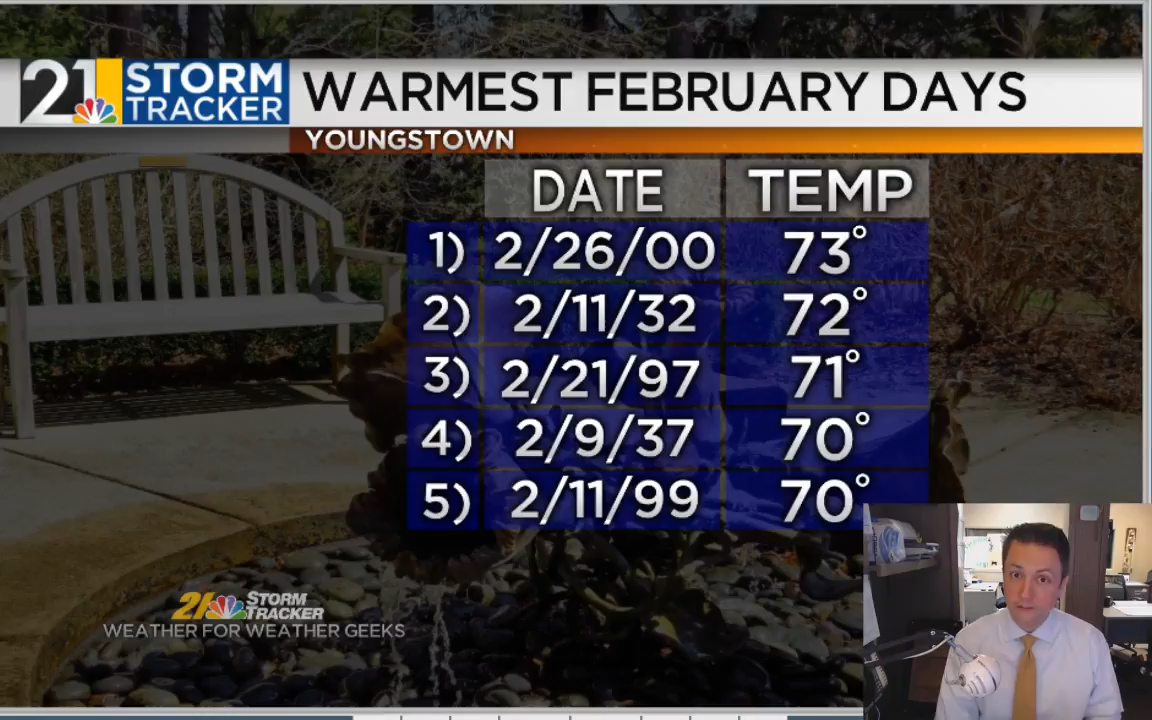 21 STORM TRACKER
WARMEST FEBRUARY DAYS
YOUNGSTOWN
DATE TEMP
1) 2/26/00 73°
2) 2/11/32 72°
3) 2/21/97 71°
4) 2/9/37 70°
5) 2/11/99 70°
21 STORM TRACKER
WEATHER FOR WEATHER GEEKS